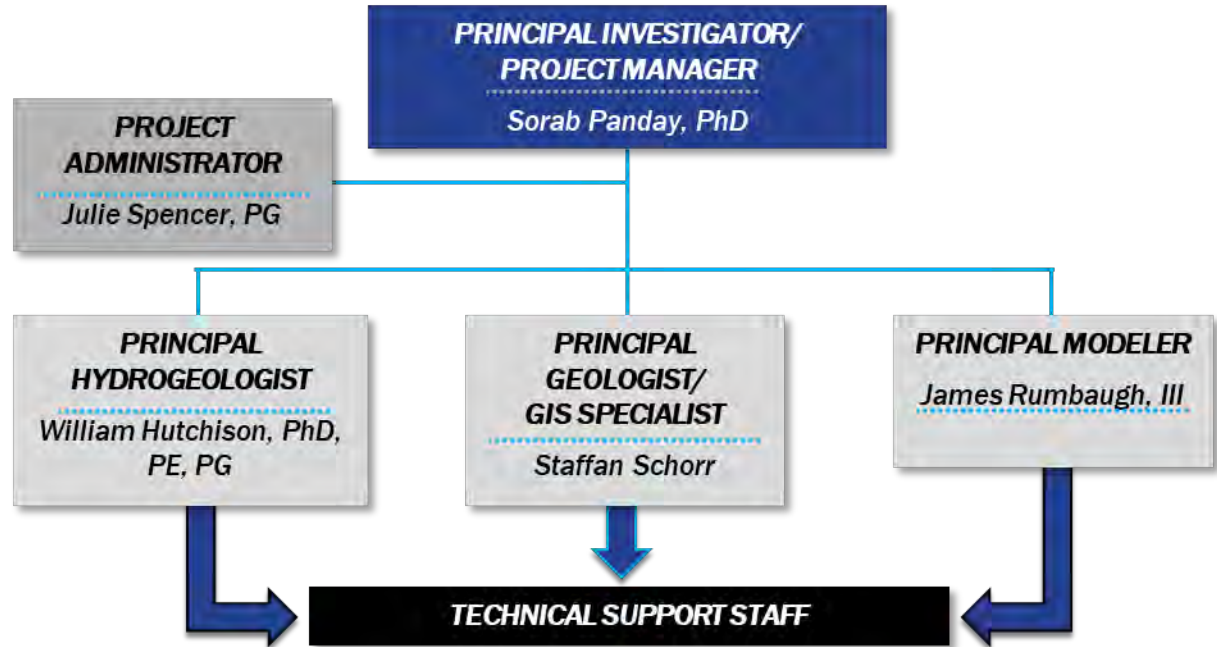 PRINCIPAL INVESTIGATOR/
PROJECT MANAGER
Sorab Panday, PhD
PROJECT
ADMINISTRATOR
Julie Spencer, PG
PRINCIPAL
HYDROGEOLOGIST
William Hutchison, PhD,
PE, PG
PRINCIPAL
GEOLOGIST/
GIS SPECIALIST
Staffan Schorr
PRINCIPAL MODELER
James Rumbaugh, III
TECHNICAL SUPPORT STAFF